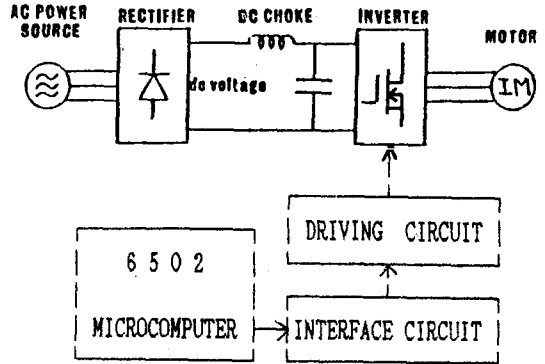 AC POWER
SOURCE
RECTIFIER
DC CHOKE
INVERTER
MOTOR
dc voltage
IM
DRIVING CIRCUIT
6502
MICROCOMPUTER
INTERFACE CIRCUIT